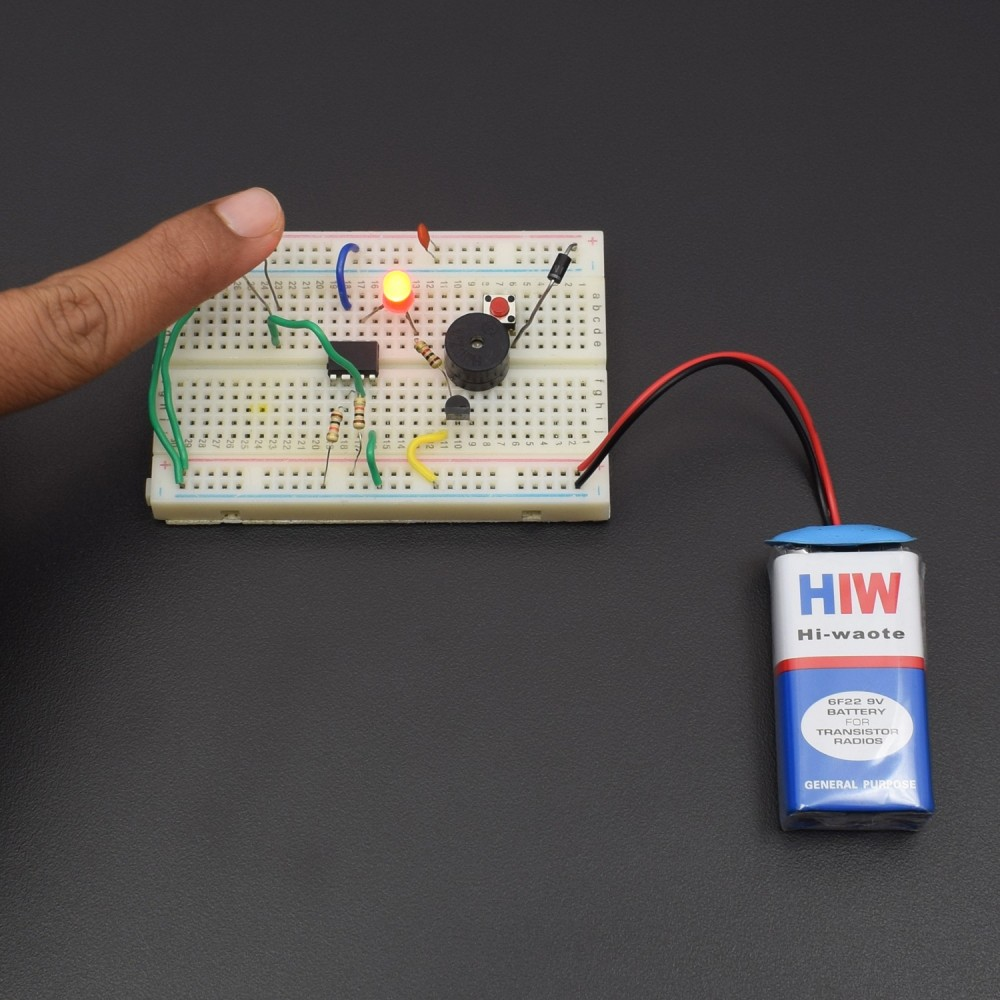 a b c d e
f g h i j
HIW
Hi-waote
6F22 9V
BATTERY
FOR
TRANSISTOR
RADIOS
GENERAL PURPOSE